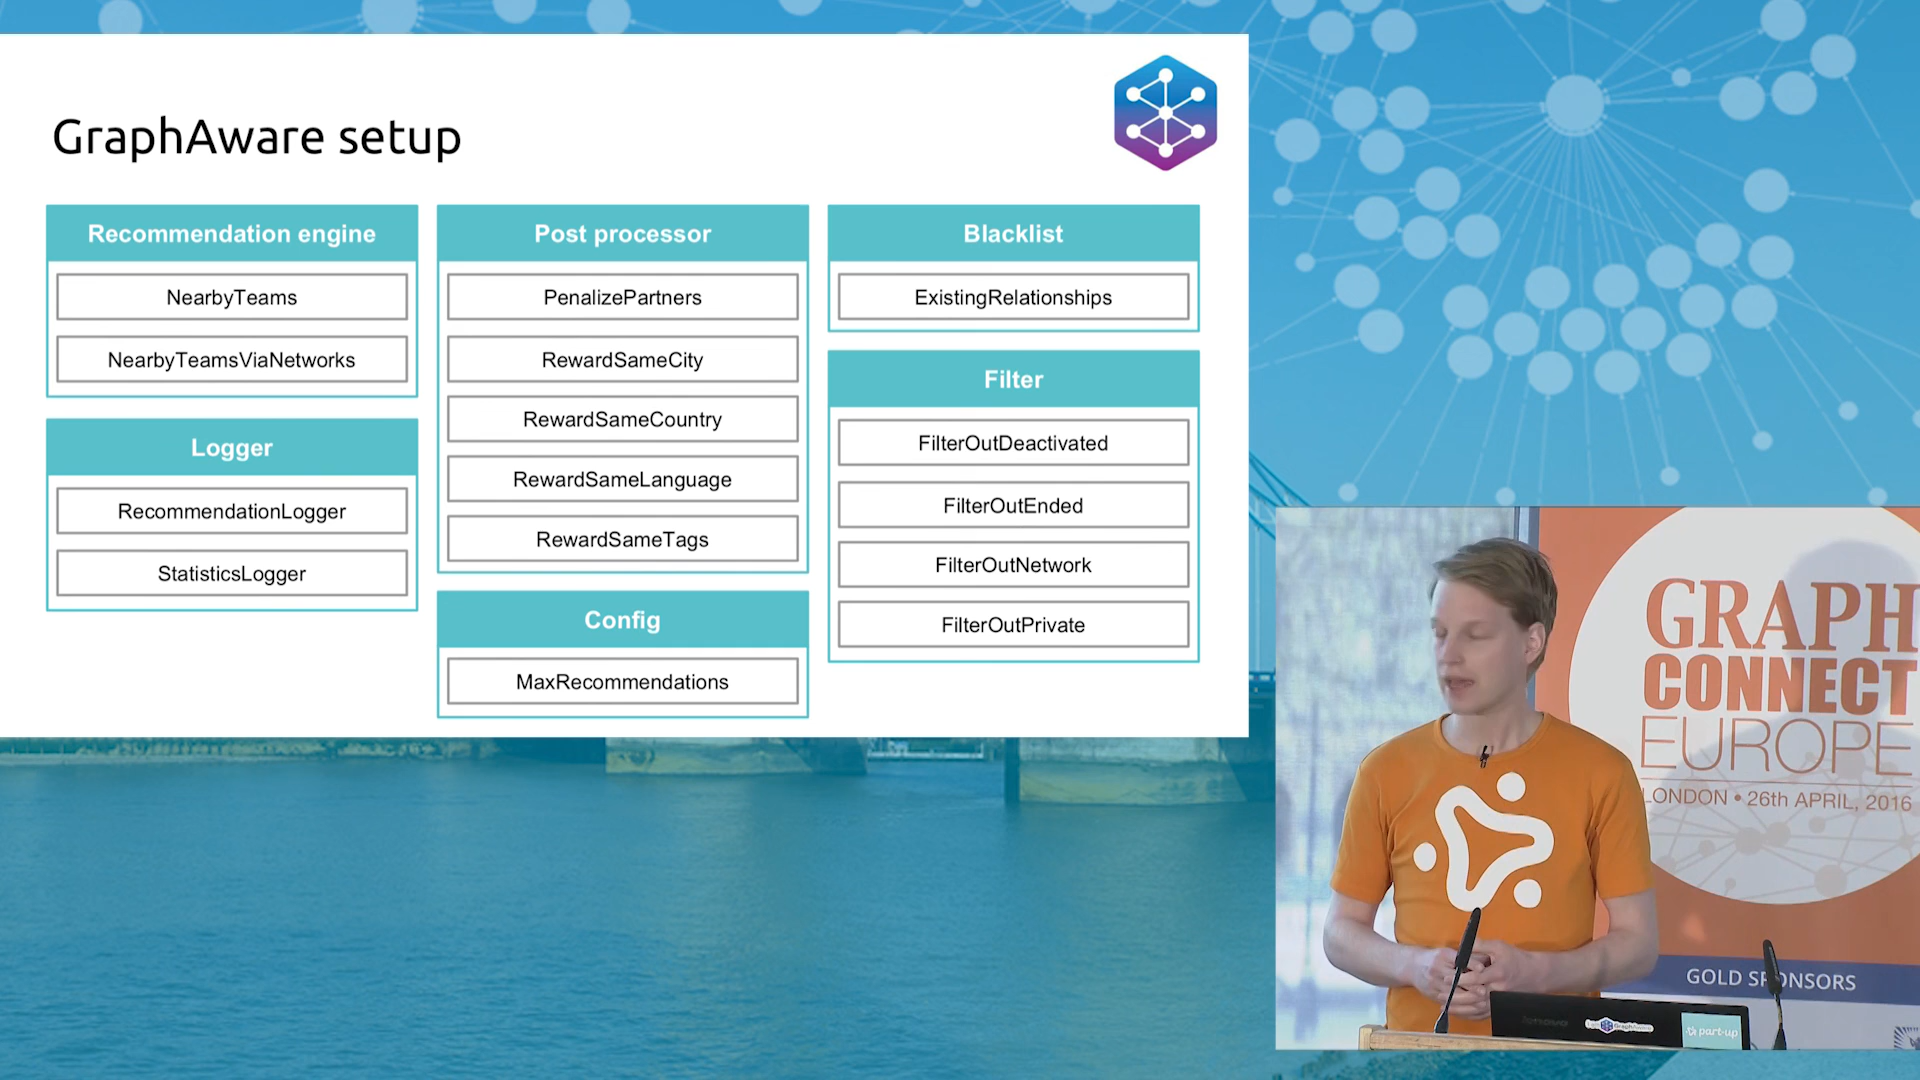 GraphAware setup
Recommendation engine
NearbyTeams
NearbyTeamsViaNetworks
Logger
RecommendationLogger
StatisticsLogger
Post processor
PenalizePartners
RewardSameCity
RewardSameCountry
RewardSameLanguage
RewardSameTags
Config
MaxRecommendations
Blacklist
ExistingRelationships
Filter
FilterOutDeactivated
FilterOutEnded
FilterOutNetwork
FilterOutPrivate
GRAPH
CONNECT
EUROPE
LONDON • 26th APRIL, 2016
GOLD SPONSORS
GraphAware
part-up